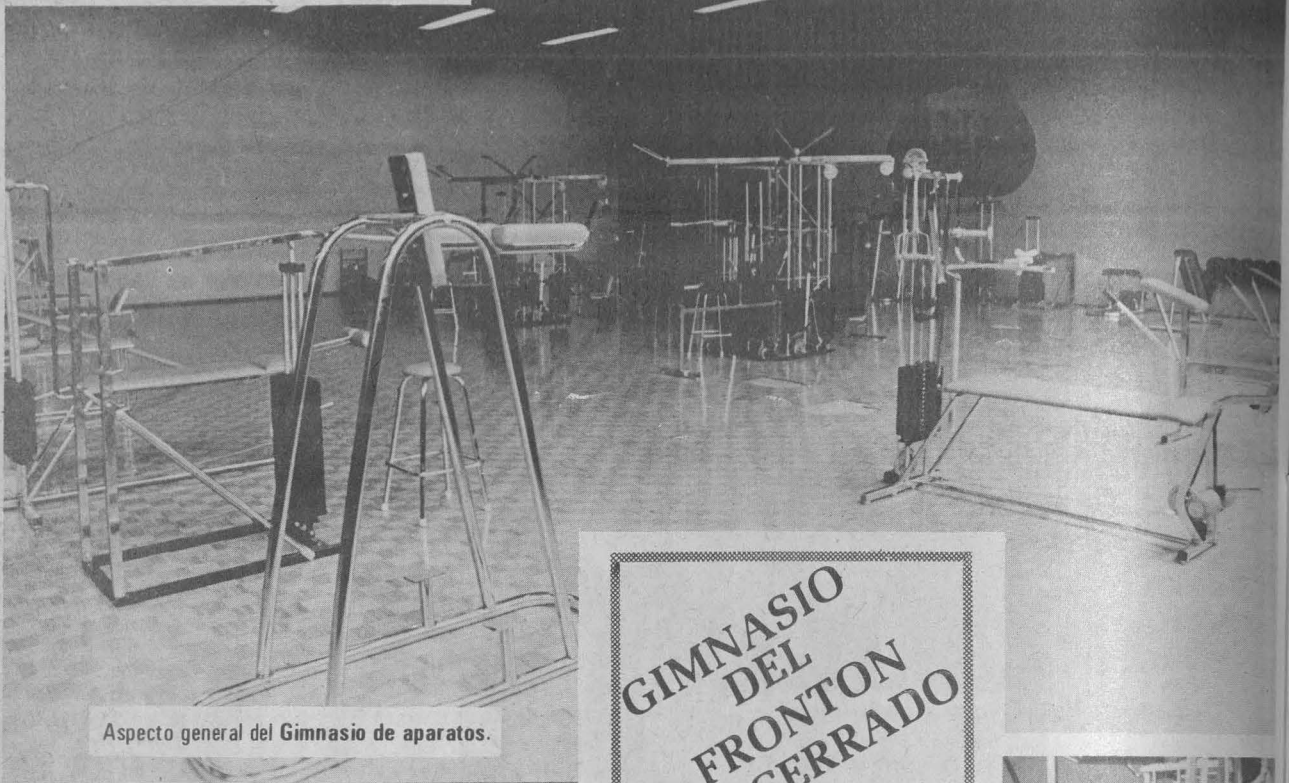 Aspecto general del Gimnasio de aparatos.
GIMNASIO
DEL
FRONTON
CERRADO